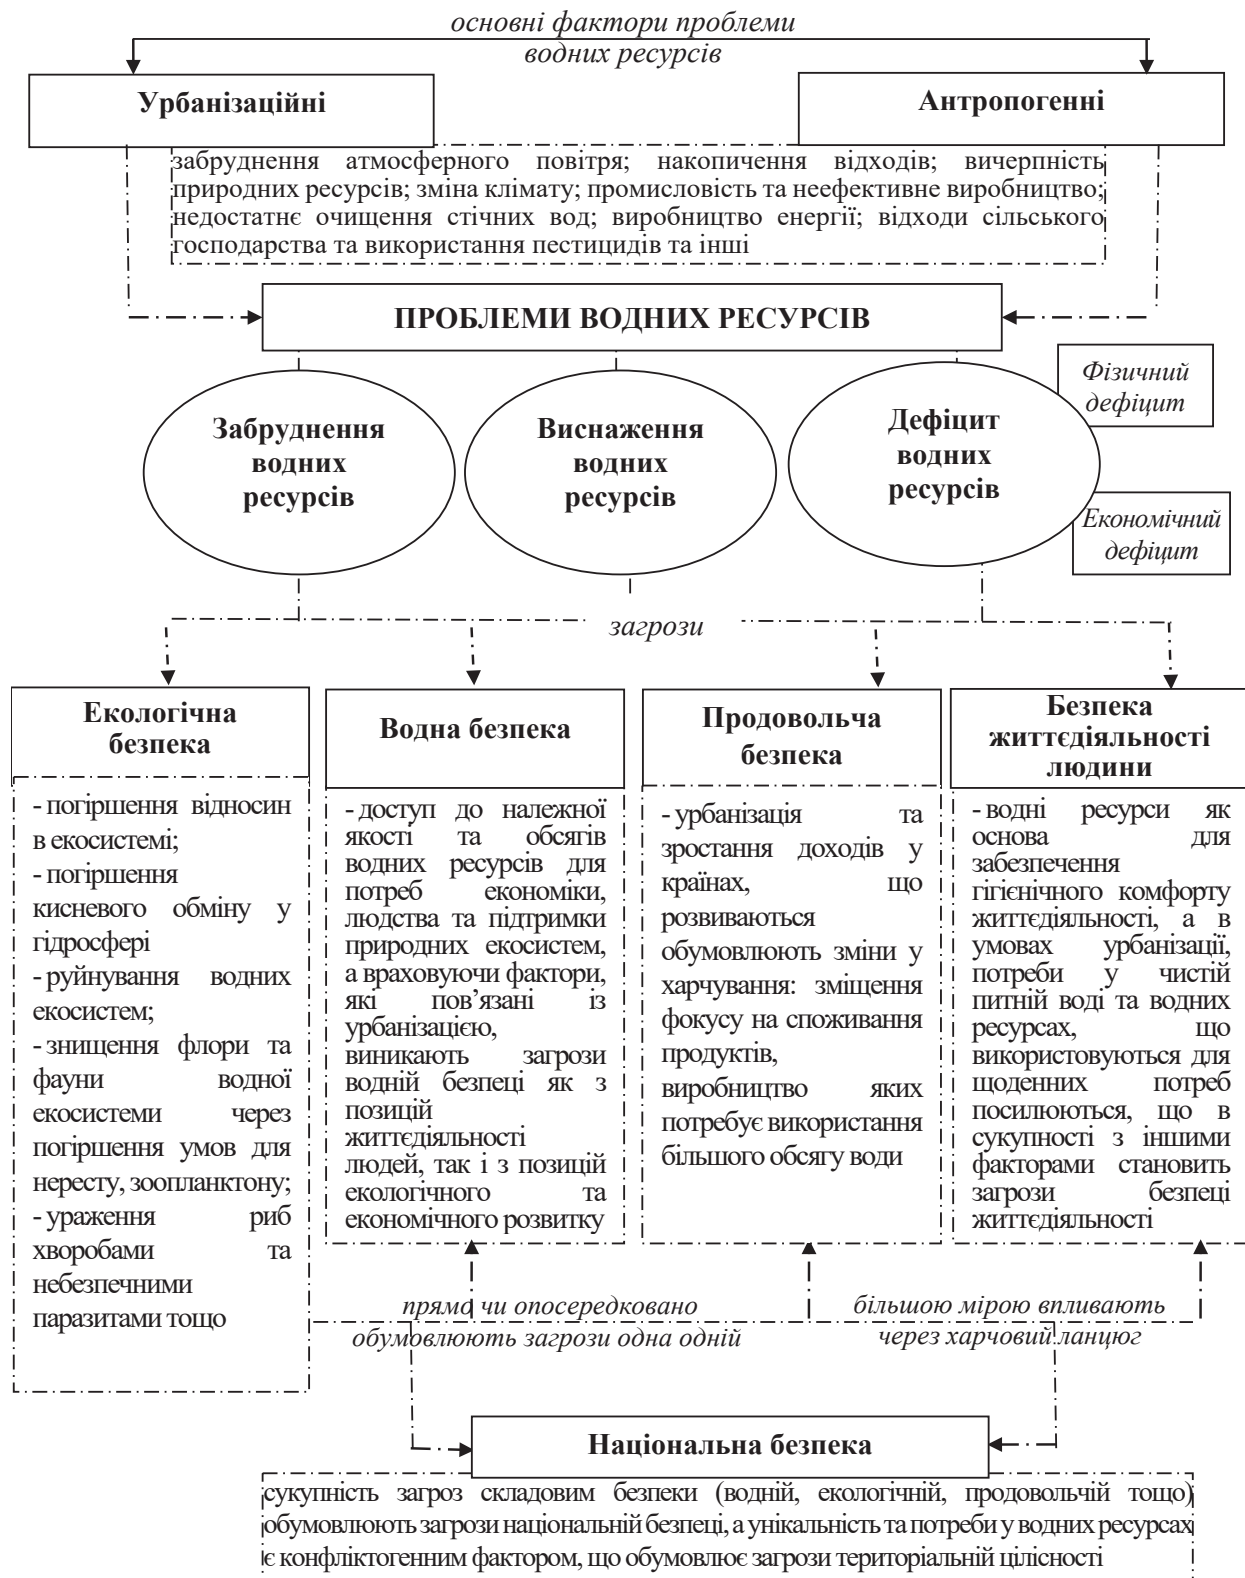 основні фактори проблеми
водних ресурсів
Урбанізаційні
Антропогенні
забруднення атмосферного повітря; накопичення відходів; вичерпність
природних ресурсів; зміна клімату; промисловість та неефективне виробництво;
недостатнє очищення стічних вод; виробництво енергії; відходи сільського
господарства та використання пестицидів та інші
ПРОБЛЕМИ ВОДНИХ РЕСУРСІВ
Забруднення
водних
ресурсів
Виснаження
водних
ресурсів
Дефіцит
водних
ресурсів
Фізичний
дефіцит
Економічний
дефіцит
загрози
Екологічна
безпека
- погіршення відносин
в екосистемі;
- погіршення
кисневого обміну у
гідросфері
- руйнування водних
екосистем;
- знищення флори та
фауни водної
екосистеми через
погіршення умов для
нересту, зоопланктону;
- ураження риб
хворобами та
небезпечними
паразитами тощо
Водна безпека
- доступ до належної
якості та обсягів
водних ресурсів для
потреб економіки,
людства та підтримки
природних екосистем,
а враховуючи фактори,
які пов’язані із
урбанізацією,
виникають загрози
водній безпеці як з
позицій
життєдіяльності
людей, так і з позицій
екологічного та
економічного розвитку
Продовольча
безпека
- урбанізація та
зростання доходів у
країнах, що
розвиваються
обумовлюють зміни у
харчування: зміщення
фокусу на споживання
продуктів,
виробництво яких
потребує використання
більшого обсягу води
Безпека
життєдіяльності
людини
- водні ресурси як
основа для
забезпечення
гігієнічного комфорту
життєдіяльності, а в
умовах урбанізації,
потреби у чистій
питній воді та водних
ресурсах, що
використовуються для
щоденних потреб
посилюються, що в
сукупності з іншими
факторами становить
загрози безпеці
життєдіяльності
прямо чи опосередковано
обумовлюють загрози одна одній
більшою мірою впливають
через харчовий ланцюг
Національна безпека
сукупність загроз складовим безпеки (водній, екологічній, продовольчій тощо)
обумовлюють загрози національній безпеці, а унікальність та потреби у водних ресурсах
є конфліктогенним фактором, що обумовлює загрози територіальній цілісності